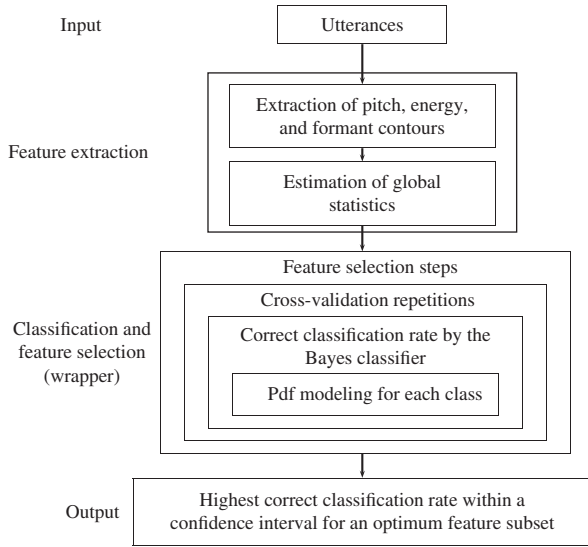 Input
Utterances
Feature extraction
Extraction of pitch, energy,
and formant contours
Estimation of global
statistics
Classification and
feature selection
(wrapper)
Feature selection steps
Cross-validation repetitions
Correct classification rate by the
Bayes classifier
Pdf modeling for each class
Output
Highest correct classification rate within a
confidence interval for an optimum feature subset